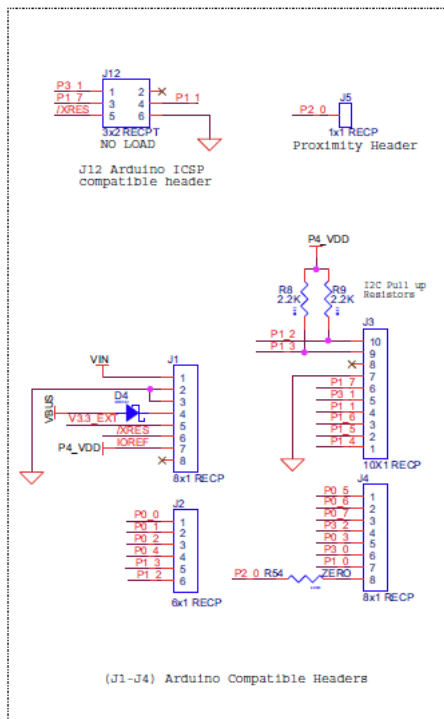 J12
P3_1 1 2
P1_7 3 4 P1_1
/XRES 5 6
3x2 RECPT
NO LOAD
J12 Arduino ICSP
compatible header
J5
P2_0
1x1 RECP
Proximity Header
P4_VDD
R8 R9
2.2K 2.2K
I2C Pull up
Resistors
J3
P1_2 10
P1_3 9
8
7
P1_7 6
P3_1 5
P1_1 4
P1_6 3
P1_5 2
P1_4 1
10X1 RECP
VIN
J1
1
2
3
VBUS D4 4
V3.3_EXT 5
/XRES 6
P4_VDD IOREF 7
8
8x1 RECP
J2
P0_0 1
P0_1 2
P0_2 3
P0_4 4
P1_3 5
P1_2 6
6x1 RECP
J4
P0_5 1
P0_6 2
P0_7 3
P3_2 4
P0_3 5
P3_0 6
P1_0 7
P2_0 R54 ZERO 8
8x1 RECP
(J1-J4) Arduino Compatible Headers